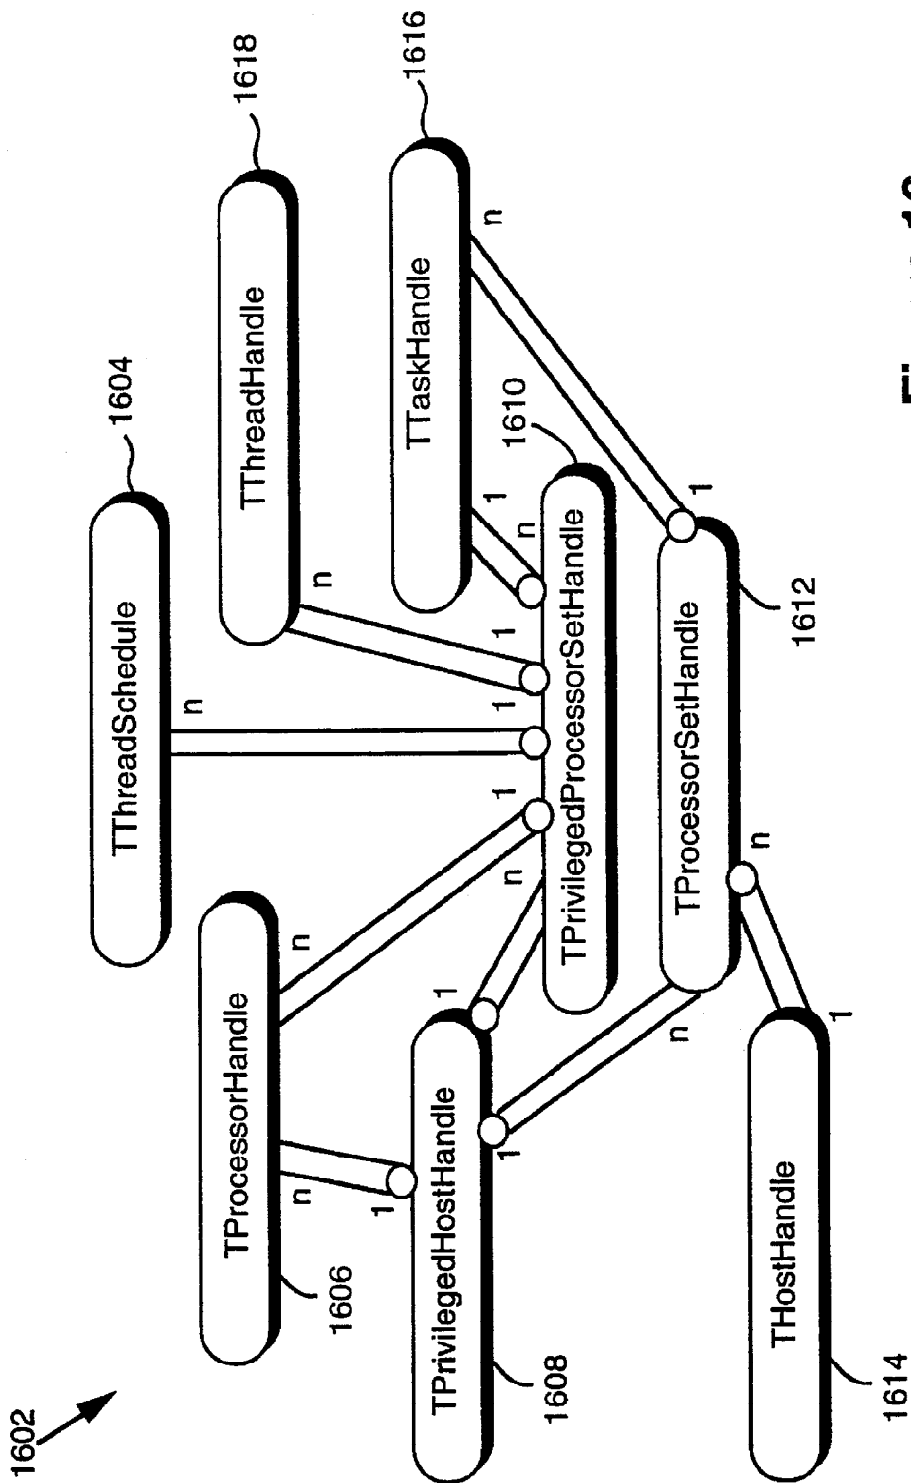 1602
1604
TThreadSchedule
n
TProcessorHandle
1618
TThreadHandle
n
n
n
1606
1616
TTaskHandle
1
1
TPrivilegedHostHandle
n
1
1
1
1
n
n
1610
1608
1
TPrivilegedProcessorSetHandle
n
TProcessorSetHandle
n
1
n
1612
THostHandle
1
1614